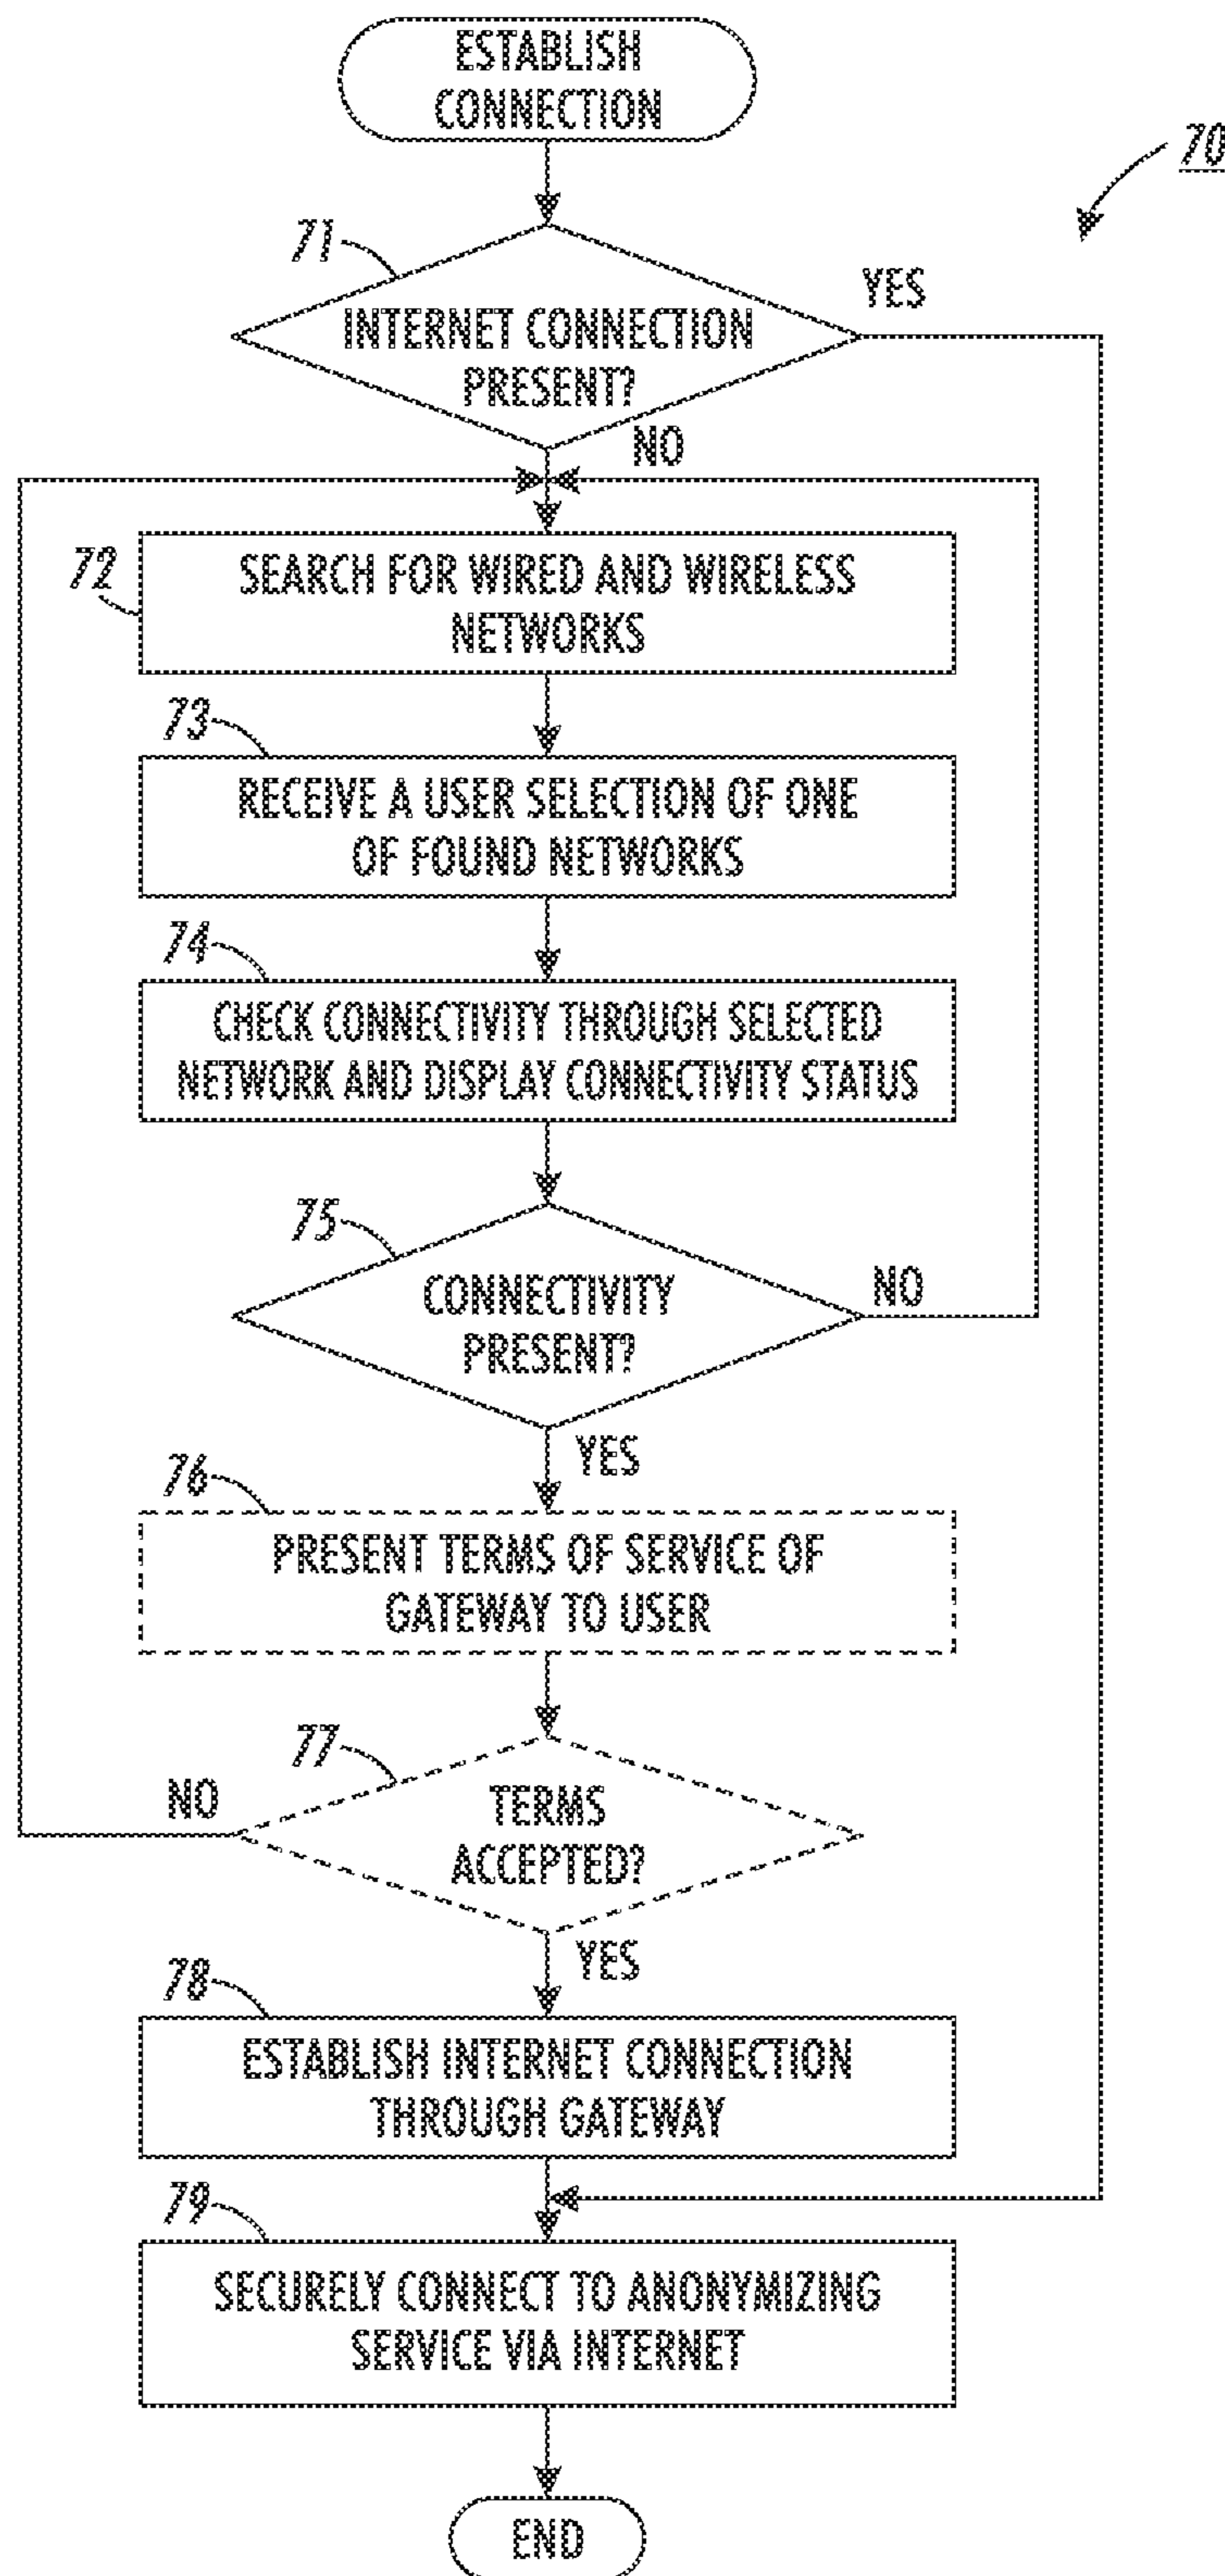 ESTABLISH
CONNECTION
70
71
YES
INTERNET CONNECTION
PRESENT?
NO
72
SEARCH FOR WIRED AND WIRELESS
NETWORKS
73
RECEIVE A USER SELECTION OF ONE
OF FOUND NETWORKS
74
CHECK CONNECTIVITY THROUGH SELECTED
NETWORK AND DISPLAY CONNECTIVITY STATUS
75
CONNECTIVITY
PRESENT?
NO
YES
76
PRESENT TERMS OF SERVICE OF
GATEWAY TO USER
77
NO
TERMS
ACCEPTED?
YES
78
ESTABLISH INTERNET CONNECTION
THROUGH GATEWAY
79
SECURELY CONNECT TO ANONYMIZING
SERVICE VIA INTERNET
END